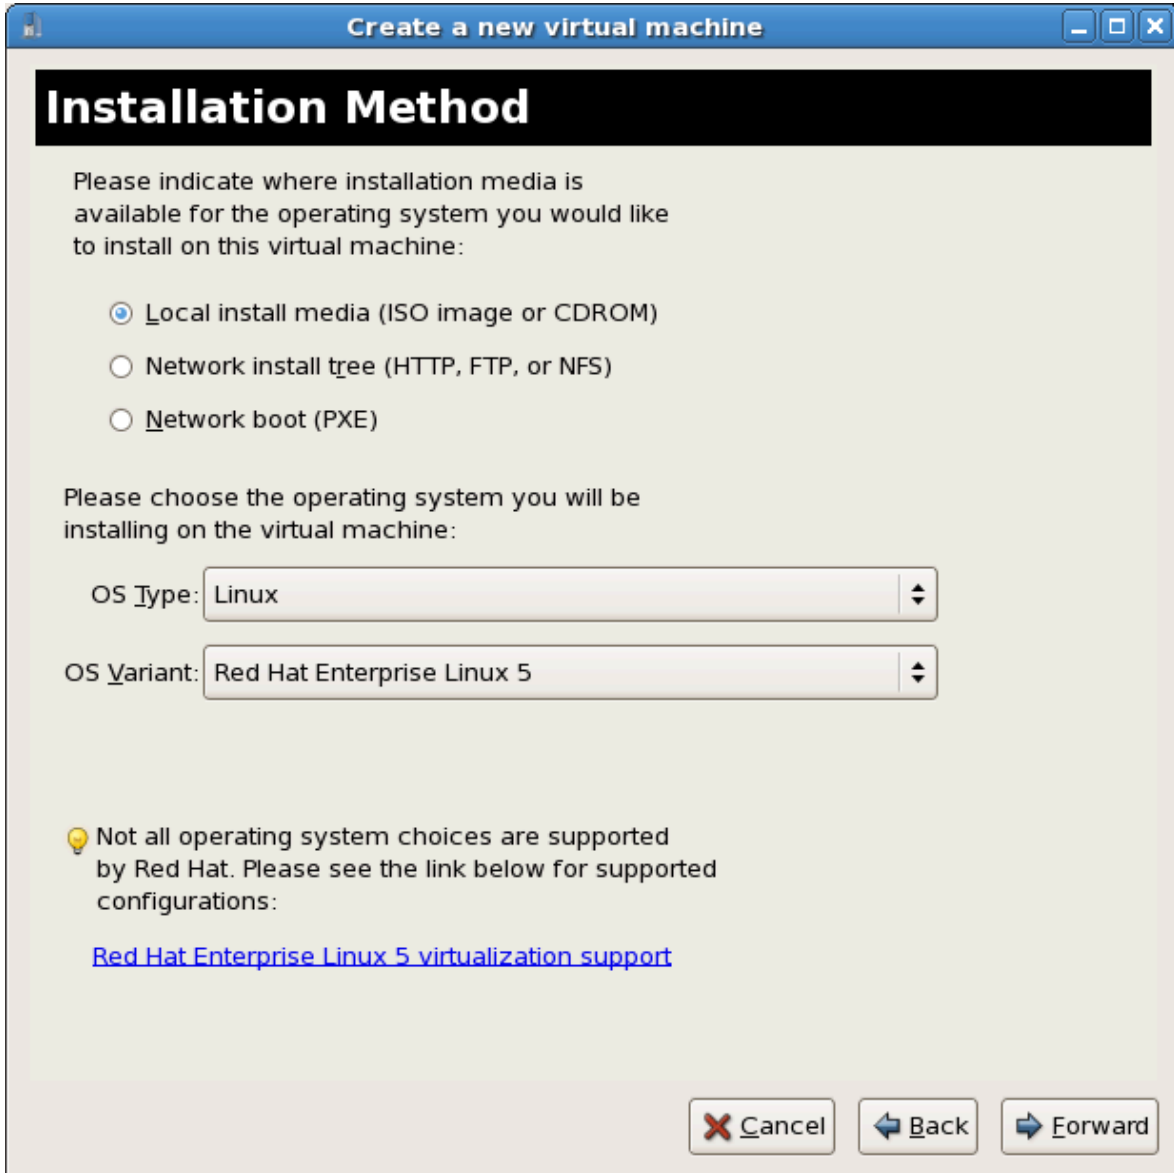 Create a new virtual machine
Installation Method
Please indicate where installation media is
available for the operating system you would like
to install on this virtual machine:
Local install media (ISO image or CDROM)
Network install tree (HTTP, FTP, or NFS)
Network boot (PXE)
Please choose the operating system you will be
installing on the virtual machine:
OS Type: Linux
OS Variant: Red Hat Enterprise Linux 5
Not all operating system choices are supported
by Red Hat. Please see the link below for supported
configurations:
Red Hat Enterprise Linux 5 virtualization support
Cancel Back Forward